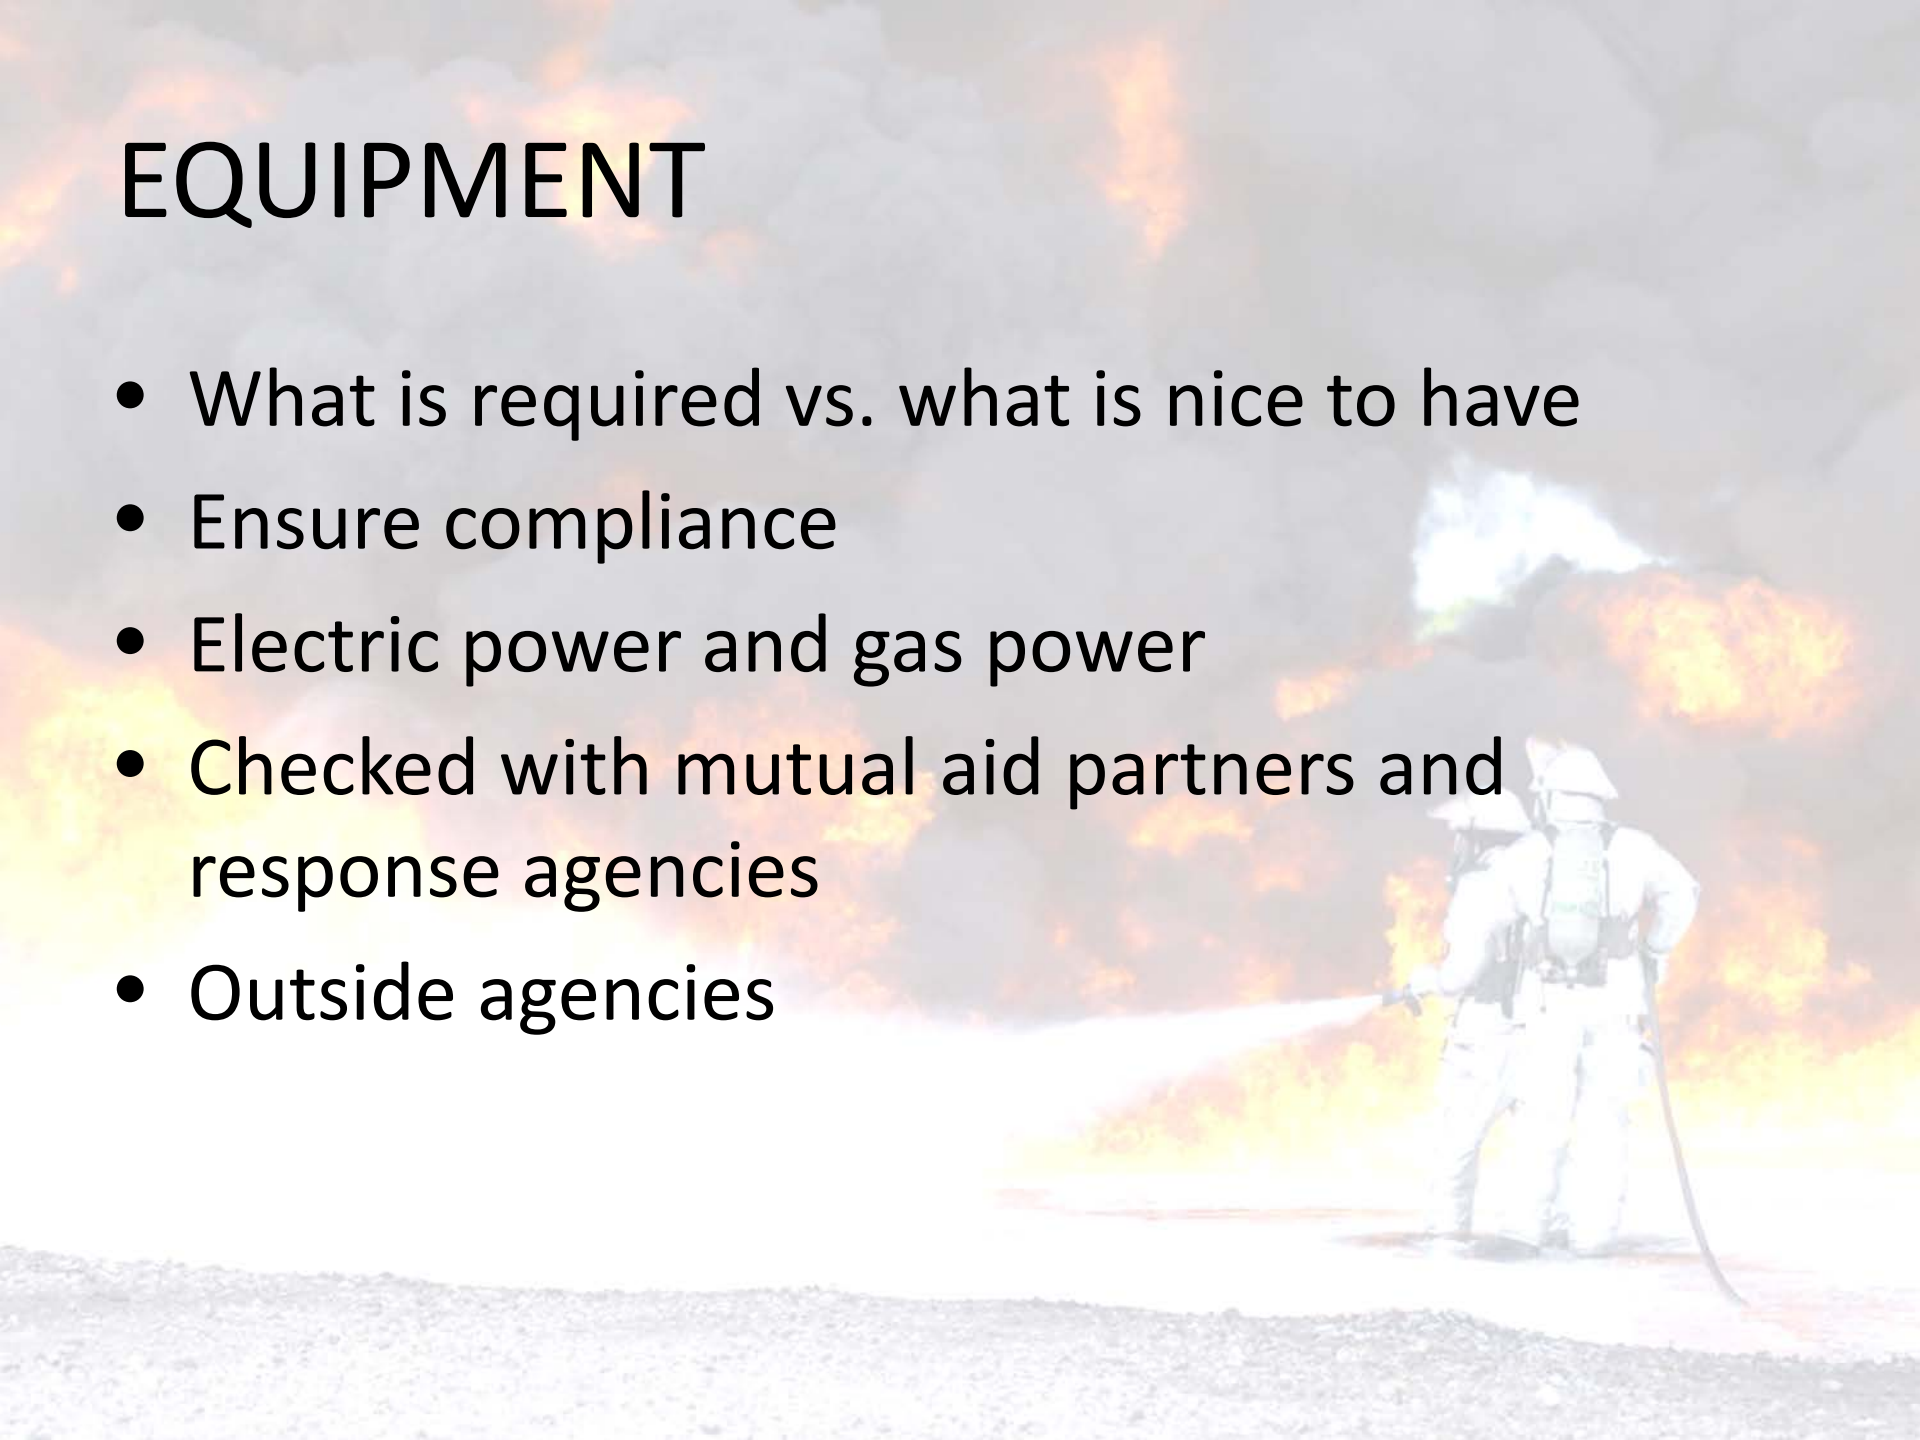 EQUIPMENT
• What is required vs. what is nice to have
• Ensure compliance
• Electric power and gas power
• Checked with mutual aid partners and
response agencies
• Outside agencies